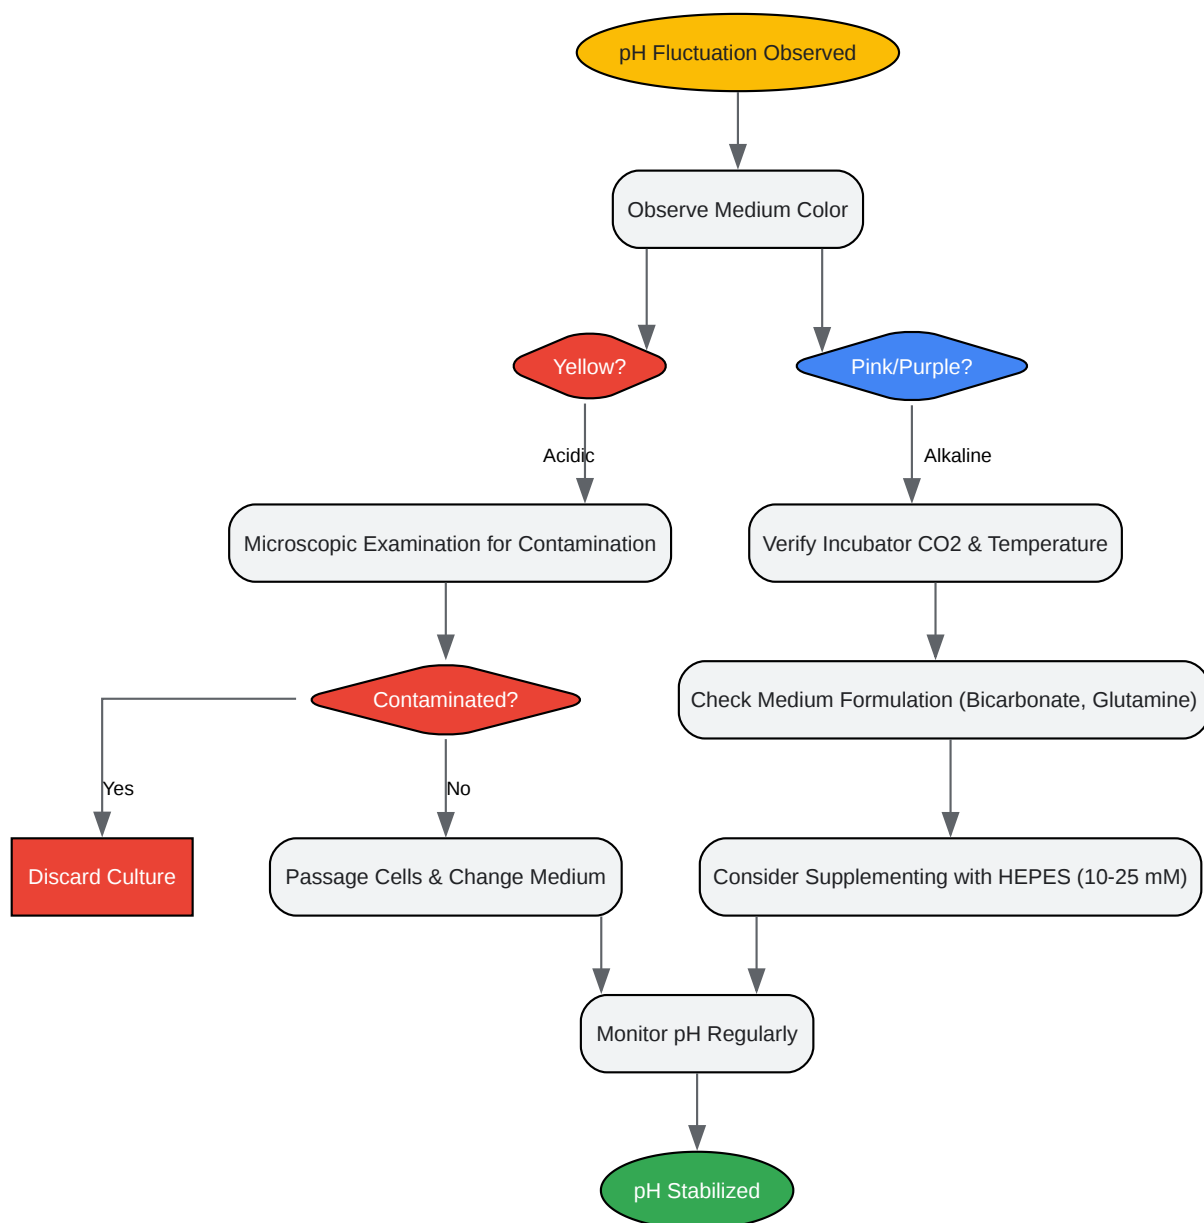 pH Fluctuation Observed
Observe Medium Color
Yellow?
Pink/Purple?
Acidic
Alkaline
Microscopic Examination for Contamination
Verify Incubator CO2 & Temperature
Contaminated?
Check Medium Formulation (Bicarbonate, Glutamine)
Yes
No
Discard Culture
Passage Cells & Change Medium
Consider Supplementing with HEPES (10-25 mM)
Monitor pH Regularly
pH Stabilized